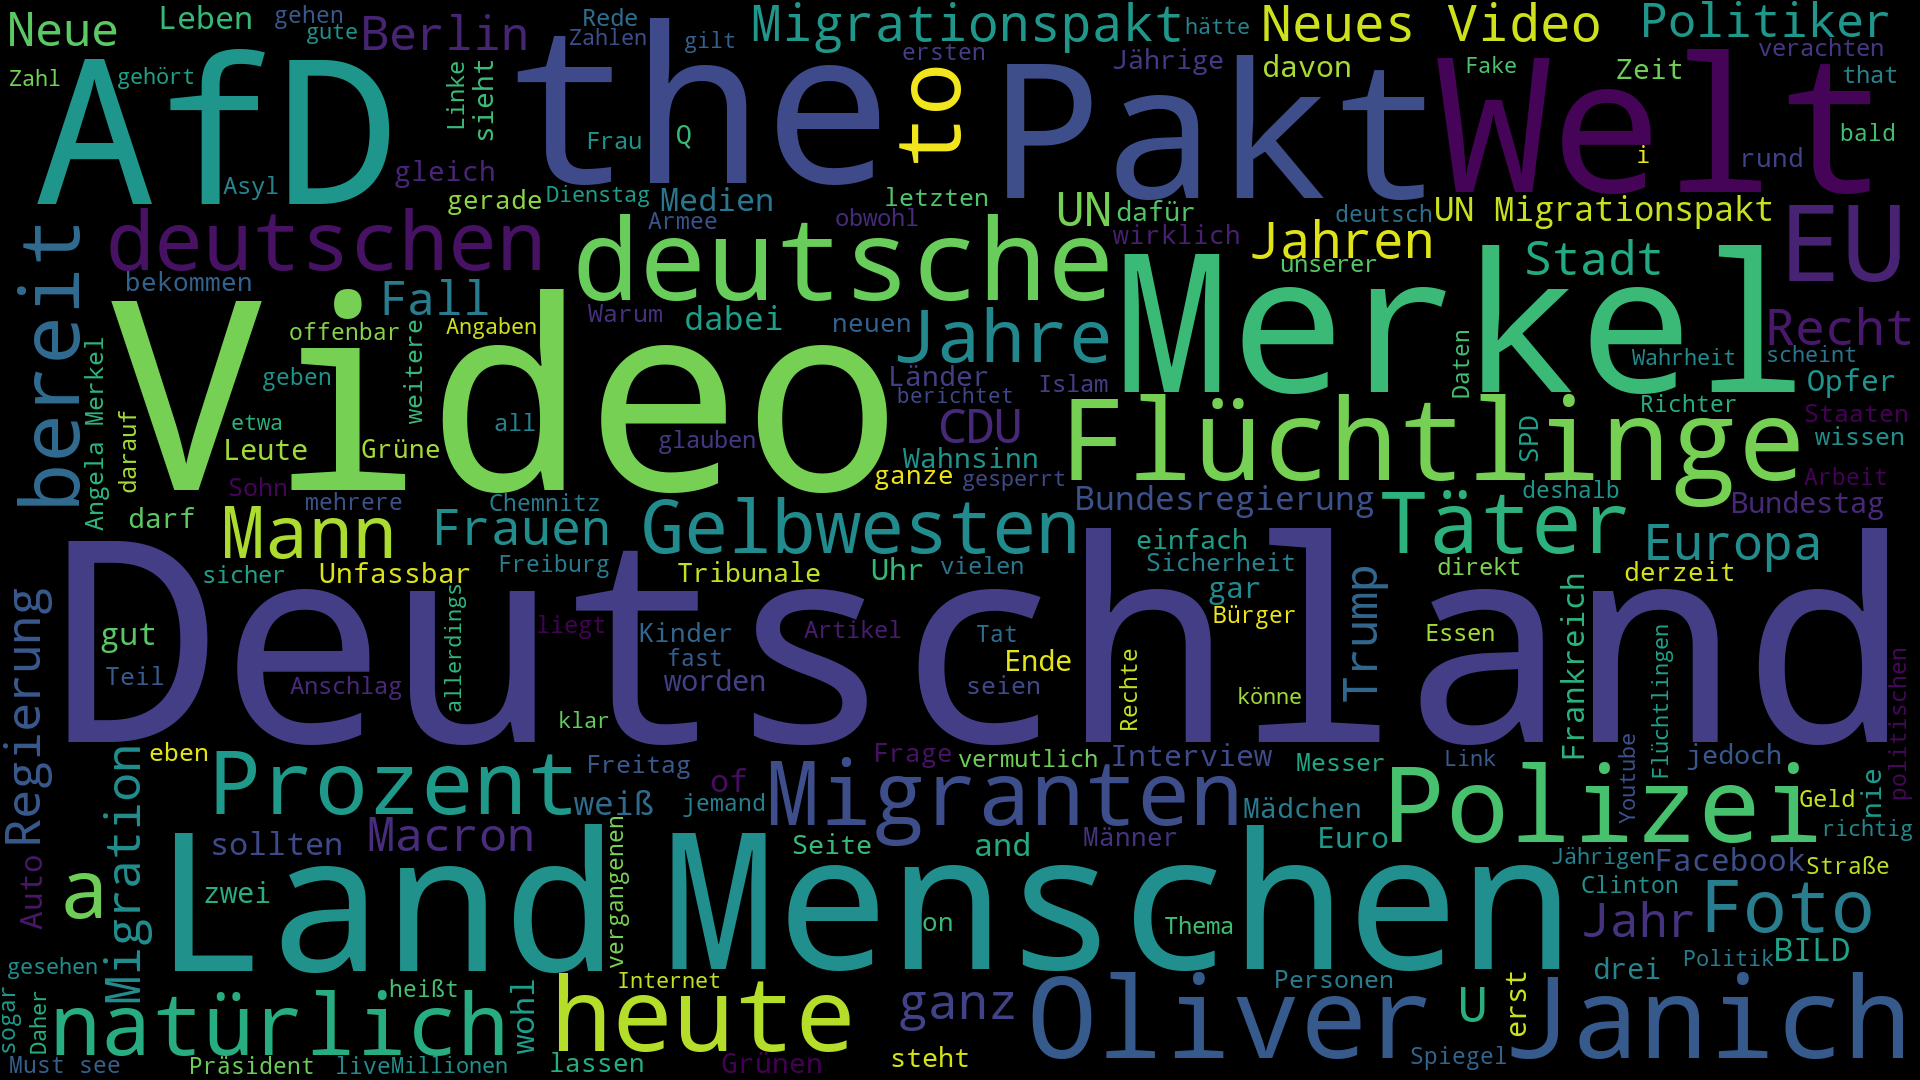 Neue
Leben
gehen
gute
Berlin
Rede
Zahlen
gilt
Migrationspakt
hätte
Neues Video
Politiker
Zahl
gehört
AfD
Linke
sieht
the
Frau
Q
ersten
to
Jährige
Pakt
davon
Fake
Welt
Zeit
i
verachten
that
bald
rund
Asyl
gleich
gerade
Dienstag
Medien
Armee
letzten
obwohl
UN
dafür
wirklich
deutsch
UN Migrationspakt
bereit
deutschen
bekommen
deutsche
Jahren
unserer
Stadt
EU
Fall
offenbar
Angaben
Warum
dabei
neuen
Jahre
Merkel
Recht
Video
Angela Merkel
geben
weitere
Länder
berichtet
Islam
Daten
Wahrheit
scheint
Opfer
darauf
etwa
Leute
Grüne
all
glauben
CDU
Wahnsinn
ganze
gesperrt
Flüchtlinge
SPD
Richter
Staaten
wissen
Arbeit
Sohn
darf
mehrere
Chemnitz
Bundesregierung
deshalb
Bundestag
Mann
Frauen
Gelbwesten
Täter
Europa
sicher
Unfassbar
Freiburg
Tribunale
Uhr
vielen
einfach
Sicherheit
gar
direkt
derzeit
Regierung
Deutschland
gut
Teil
Anschlag
allerdings
liegt
klar
Kinder
fast
worden
Artikel
Tat
Ende
seien
Rechte
Bürger
könne
Trump
Essen
Frankreich
Flüchtlingen
politischen
eben
Migration
Prozent
Freitag
weiß
jemand
of
Frage
vermutlich
Interview
Migranten
Mädchen
Messer
Link
Polizei
Youtube
jedoch
Geld
nie
richtig
sollten
Macron
vergangenen
Seite
and
Männer
Euro
Jährigen
Facebook
Straße
Auto
a
zwei
Land
Menschen
on
Thema
Clinton
Jahr
Foto
gesehen
sogar
Daher
natürlich
heißt
wohl
heute
Internet
ganz
Oliver Janich
Personen
U
erst
drei
Politik
BILD
Must see
Präsident
live
Millionen
lassen
Grünen
steht
Spiegel